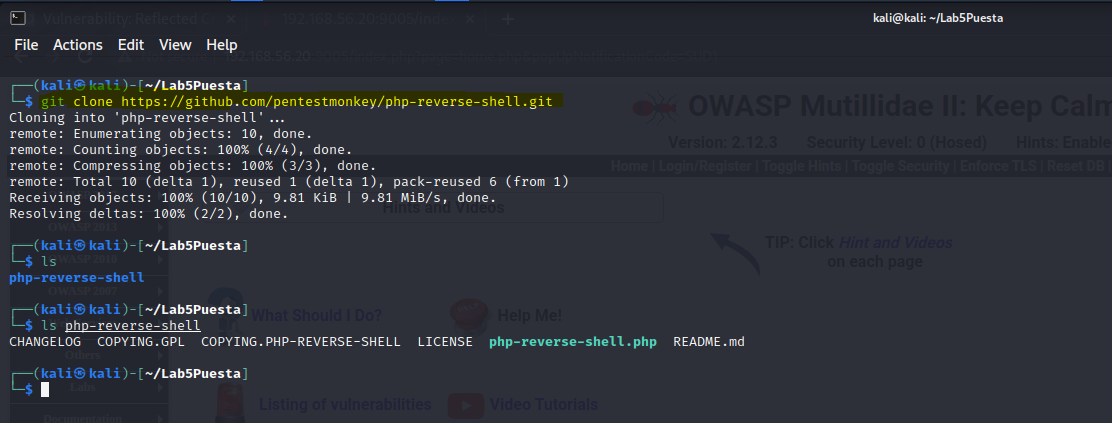 Vulnerability: Reflected
192.168.56.20:9005/ind
kali@kali: ~/Lab5Puesta
File Actions Edit View Help
192.168.56.20
┌──(kali㉿kali)-[~/Lab5Puesta]
└─$ git clone https://github.com/pentestmonkey/php-reverse-shell.git
Cloning into 'php-reverse-shell'...
remote: Enumerating objects: 10, done.
remote: Counting objects: 100% (4/4), done.
remote: Compressing objects: 100% (3/3), done.
remote: Total 10 (delta 1), reused 1 (delta 1), pack-reused 6 (from 1)
Receiving objects: 100% (10/10), 9.81 KiB | 9.81 MiB/s, done.
Resolving deltas: 100% (2/2), done.
┌──(kali㉿kali)-[~/Lab5Puesta]
└─$ ls
php-reverse-shell
┌──(kali㉿kali)-[~/Lab5Puesta]
└─$ ls php-reverse-shell
CHANGELOG COPYING.GPL COPYING.PHP-REVERSE-SHELL LICENSE php-reverse-shell.php README.md
┌──(kali㉿kali)-[~/Lab5Puesta]
└─$
OWASP Mutillidae II: Keep Calm
Version: 2.12.3 Security Level: 0 (Hosed) Hints: Enable
Home | Login/Register | Toggle Hints | Toggle Security | Enforce TLS | Reset DB
Hints and Videos
TIP: Click Hint and Videos
on each page
OWASP 2013
OWASP 2010
OWASP 2007
Others
Labs
Documentation
What Should I Do?
Help Me!
Listing of vulnerabilities
Video Tutorials